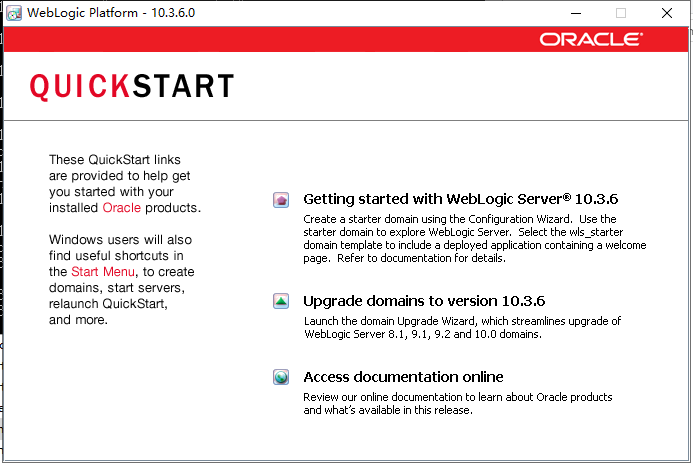 WebLogic Platform - 10.3.6.0
ORACLE
QUICKSTART
These QuickStart links
are provided to help get
you started with your
installed Oracle products.
Windows users will also
find useful shortcuts in
the Start Menu, to create
domains, start servers,
relaunch QuickStart,
and more.
Getting started with WebLogic Server® 10.3.6
Create a starter domain using the Configuration Wizard. Use the
starter domain to explore WebLogic Server. Select the wls_starter
domain template to include a deployed application containing a welcome
page. Refer to documentation for details.
Upgrade domains to version 10.3.6
Launch the domain Upgrade Wizard, which streamlines upgrade of
WebLogic Server 8.1, 9.1, 9.2 and 10.0 domains.
Access documentation online
Review our online documentation to learn about Oracle products
and what's available in this release.